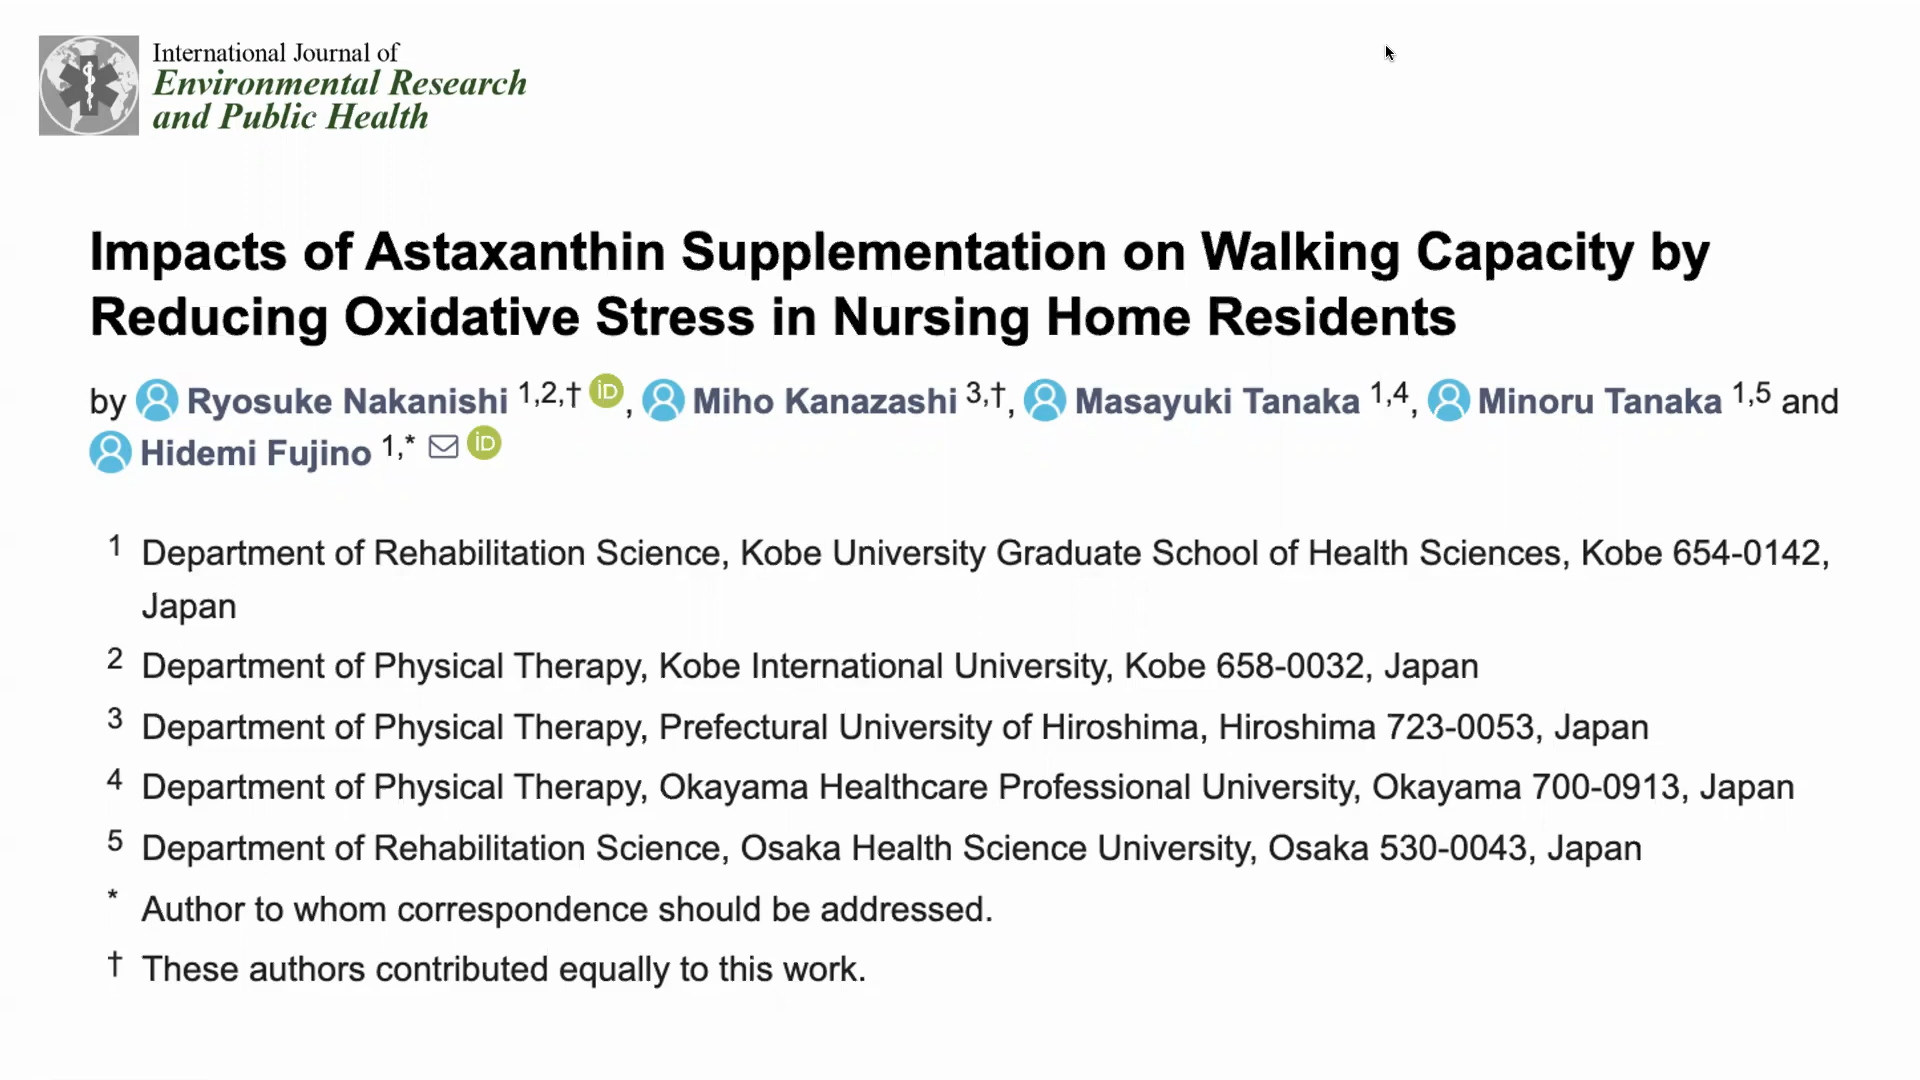 International Journal of
Environmental Research
and Public Health
Impacts of Astaxanthin Supplementation on Walking Capacity by
Reducing Oxidative Stress in Nursing Home Residents
by Ryosuke Nakanishi 1,2,† iD, Miho Kanazashi 3,†, Masayuki Tanaka 1,4, Minoru Tanaka 1,5 and
Hidemi Fujino 1,* iD
1 Department of Rehabilitation Science, Kobe University Graduate School of Health Sciences, Kobe 654-0142,
Japan
2 Department of Physical Therapy, Kobe International University, Kobe 658-0032, Japan
3 Department of Physical Therapy, Prefectural University of Hiroshima, Hiroshima 723-0053, Japan
4 Department of Physical Therapy, Okayama Healthcare Professional University, Okayama 700-0913, Japan
5 Department of Rehabilitation Science, Osaka Health Science University, Osaka 530-0043, Japan
* Author to whom correspondence should be addressed.
† These authors contributed equally to this work.